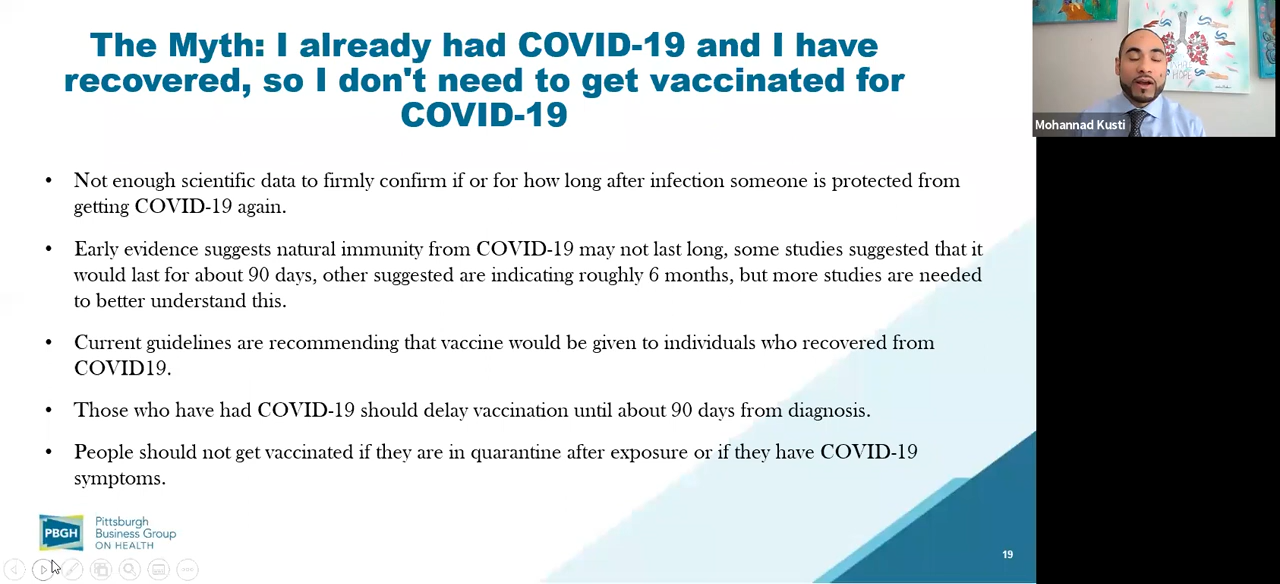 The Myth: I already had COVID-19 and I have
recovered, so I don't need to get vaccinated for
COVID-19
• Not enough scientific data to firmly confirm if or for how long after infection someone is protected from
getting COVID-19 again.
• Early evidence suggests natural immunity from COVID-19 may not last long, some studies suggested that it
would last for about 90 days, other suggested are indicating roughly 6 months, but more studies are needed
to better understand this.
• Current guidelines are recommending that vaccine would be given to individuals who recovered from
COVID19.
• Those who have had COVID-19 should delay vaccination until about 90 days from diagnosis.
• People should not get vaccinated if they are in quarantine after exposure or if they have COVID-19
symptoms.
PBGH
Pittsburgh
Business Group
ON HEALTH
19
HOPE
Mohannad Kusti